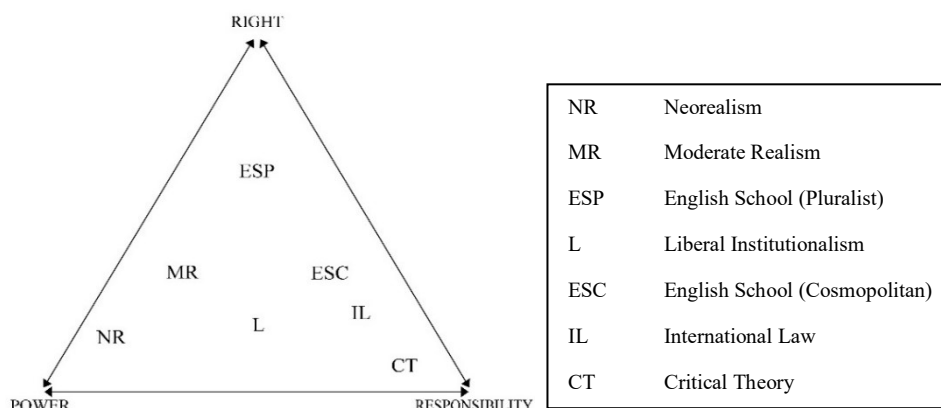 RIGHT
ESP
MR
ESC
IL
L
NR
CT
POWER
RESPONSIBILITY
NR Neorealism
MR Moderate Realism
ESP English School (Pluralist)
L Liberal Institutionalism
ESC English School (Cosmopolitan)
IL International Law
CT Critical Theory